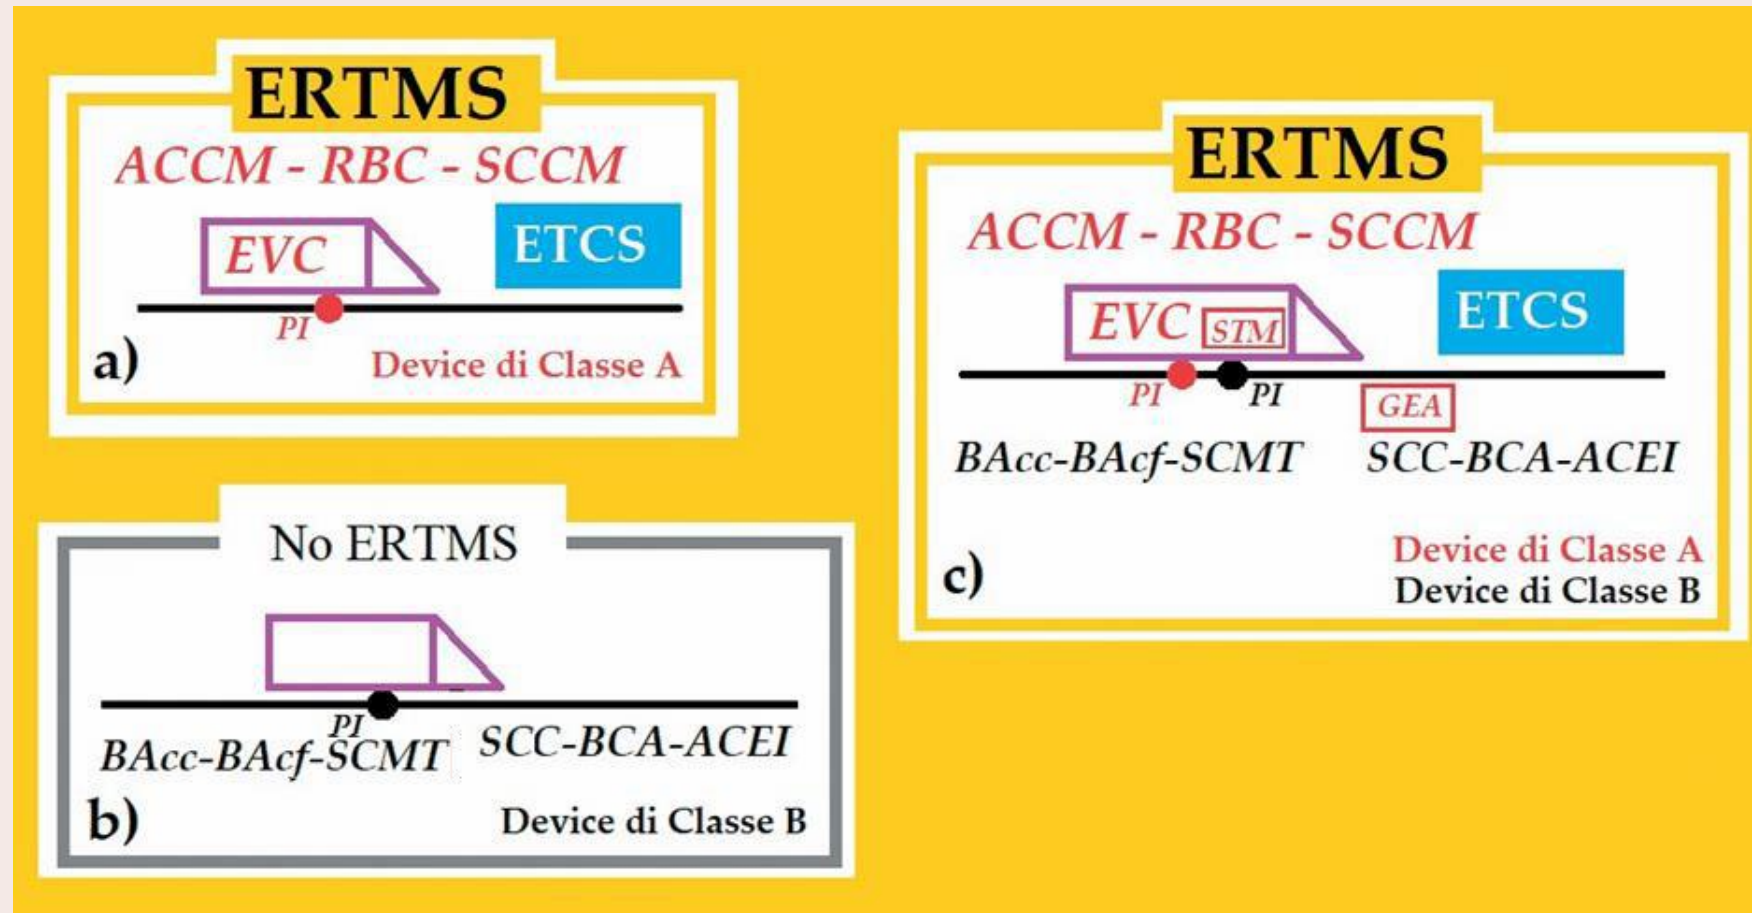 ERTMS
ACCM - RBC - SCCM
EVC
ETCS
PI
a)
Device di Classe A
No ERTMS
PI
BAcc-BAcf-SCMT
SCC-BCA-ACEI
b)
Device di Classe B
ERTMS
ACCM - RBC - SCCM
EVC STM
ETCS
PI PI
GEA
BAcc-BAcf-SCMT SCC-BCA-ACEI
Device di Classe A
c)
Device di Classe B